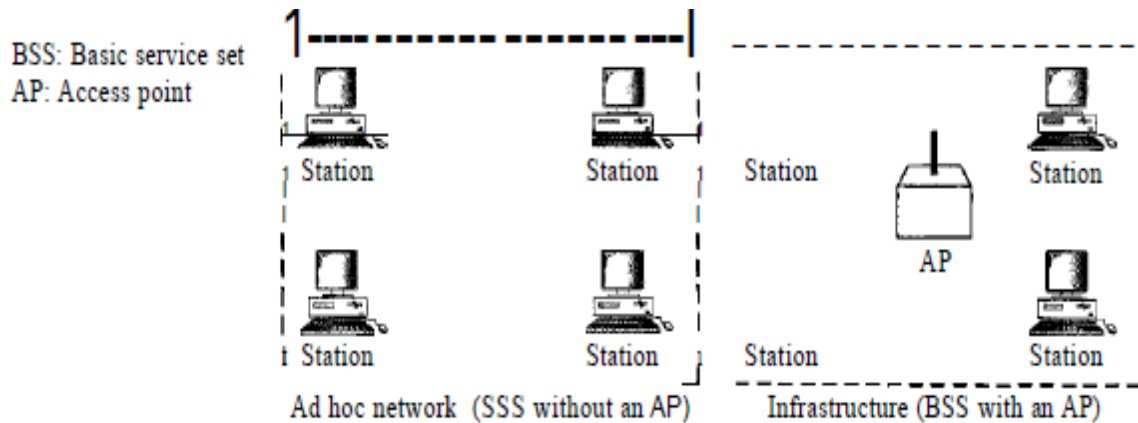 BSS: Basic service set
AP: Access point
Station Station Station Station
AP
Station Station Station Station
Ad hoc network (SSS without an AP) Infrastructure (BSS with an AP)